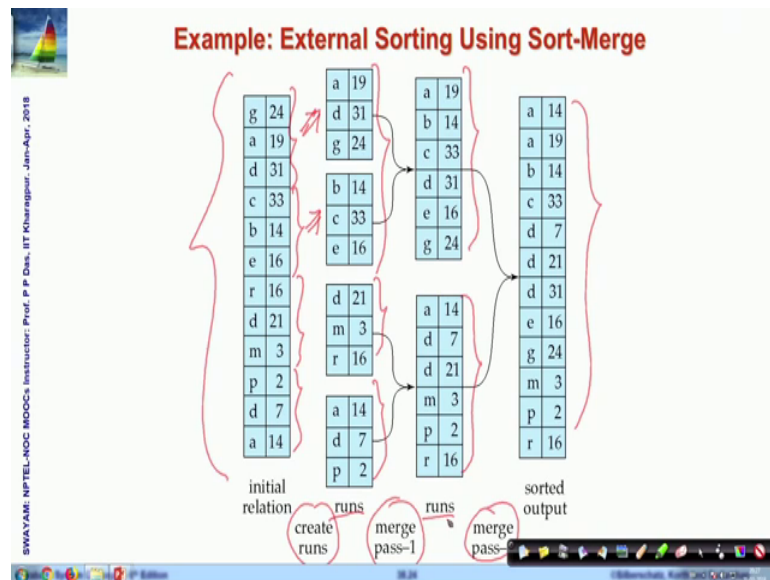 Example: External Sorting Using Sort-Merge
SWAYAM: NPTEL-NOC MOOCs Instructor: Prof. P P Das, IIT Kharagpur. Jan-Apr, 2018
g 24
a 19
d 31
c 33
b 14
e 16
r 16
d 21
m 3
p 2
d 7
a 14
initial
relation
a 19
d 31
g 24
b 14
c 33
e 16
d 21
m 3
r 16
a 14
d 7
p 2
runs
create
runs
a 19
b 14
c 33
d 31
e 16
g 24
a 14
d 7
d 21
m 3
p 2
r 16
runs
merge
pass–1
a 14
a 19
b 14
c 33
d 7
d 21
d 31
e 16
g 24
m 3
p 2
r 16
sorted
output
merge
pass–
Edition